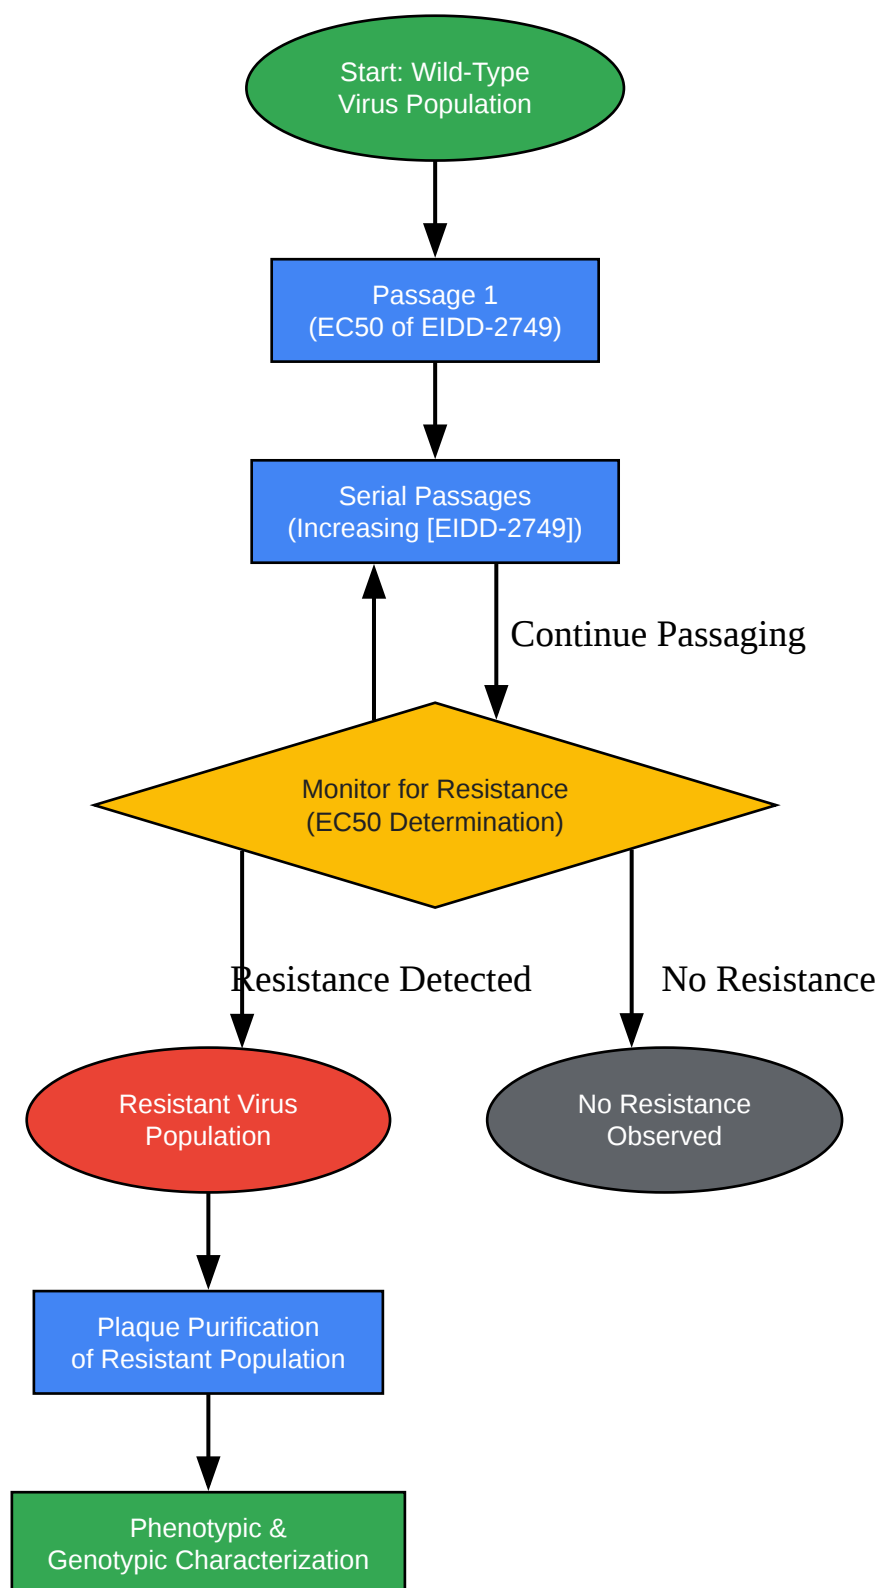 Start: Wild-Type
Virus Population
Passage 1
(EC50 of EIDD-2749)
Serial Passages
(Increasing [EIDD-2749])
Continue Passaging
Monitor for Resistance
(EC50 Determination)
Resistance Detected
No Resistance
Resistant Virus
Population
No Resistance
Observed
Plaque Purification
of Resistant Population
Phenotypic &
Genotypic Characterization